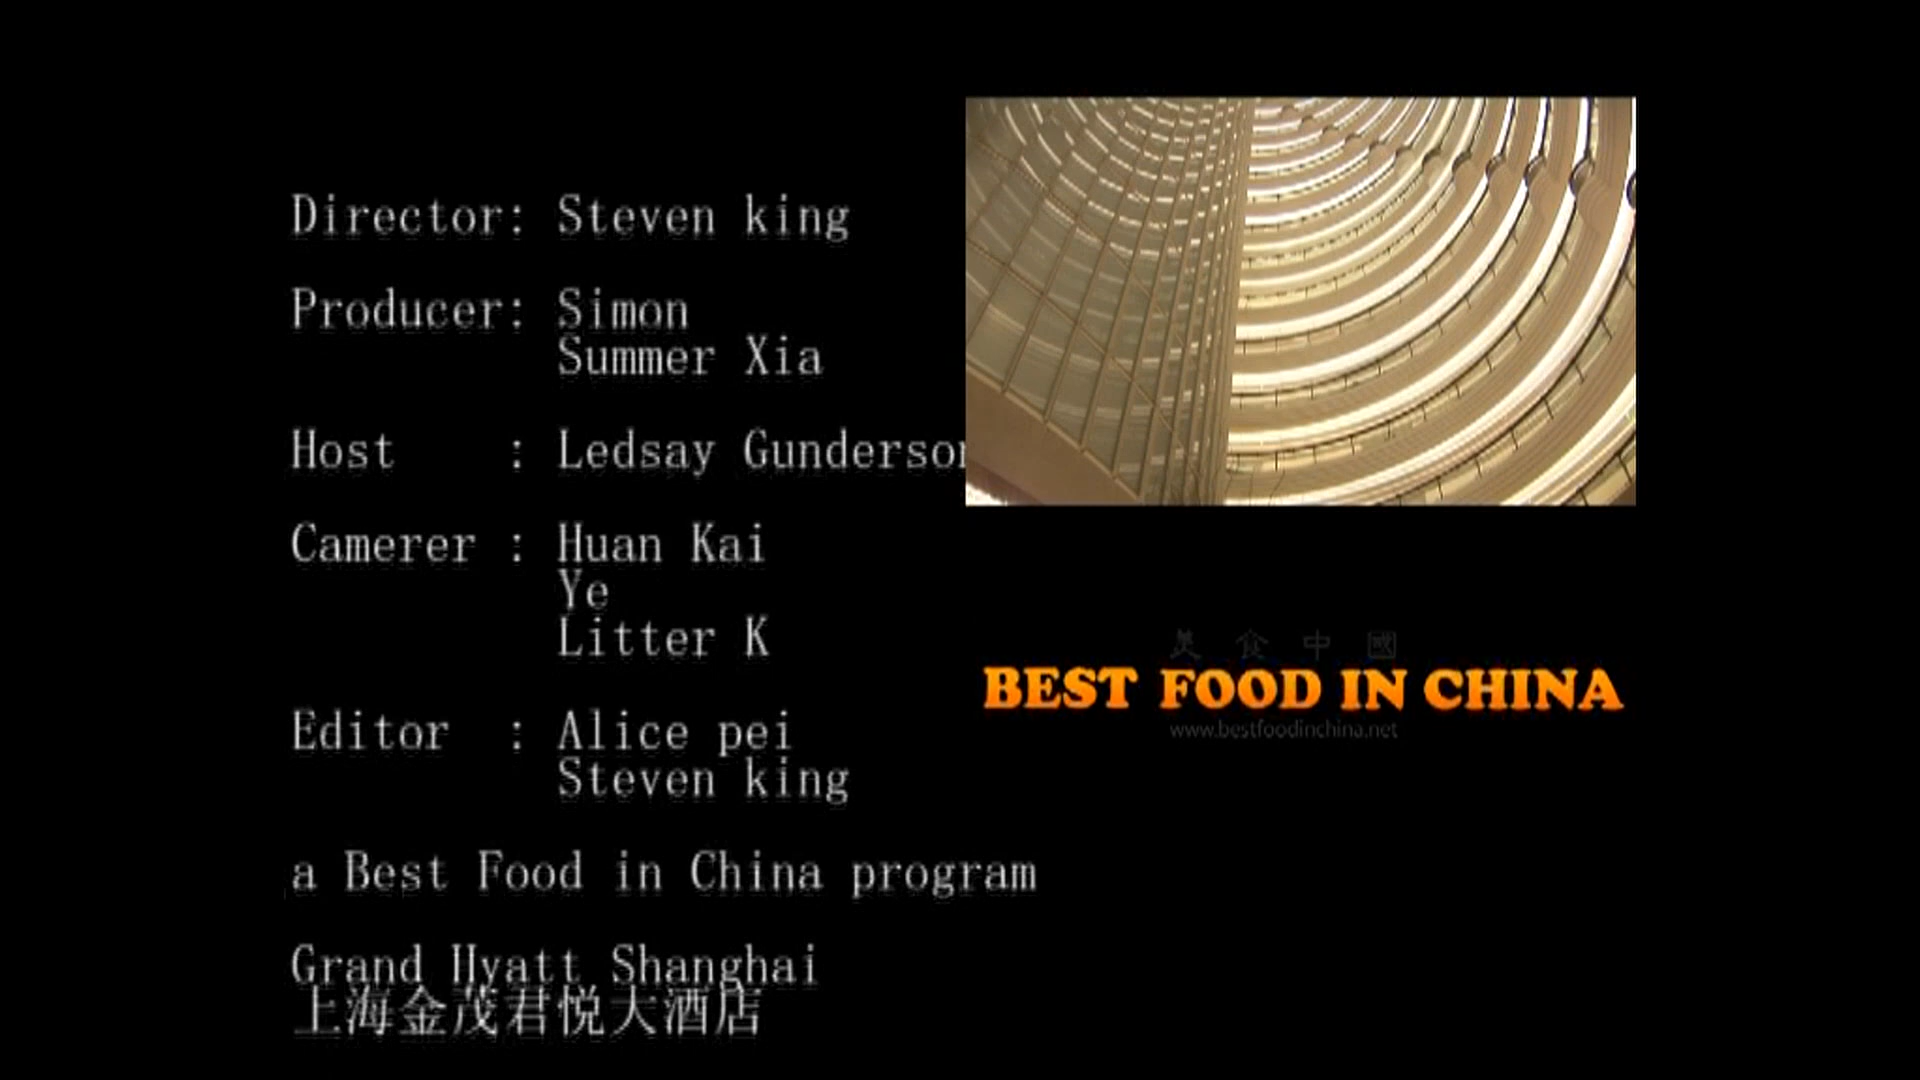 Director: Steven king
Producer: Simon
Summer Xia
Host : Ledsay Gunderson
Camerer : Huan Kai
Ye
Litter K
Editor : Alice pei
Steven king
a Best Food in China program
Grand Hyatt Shanghai
上海金茂君悦大酒店
美食中國
BEST FOOD IN CHINA
www.bestfoodinchina.net